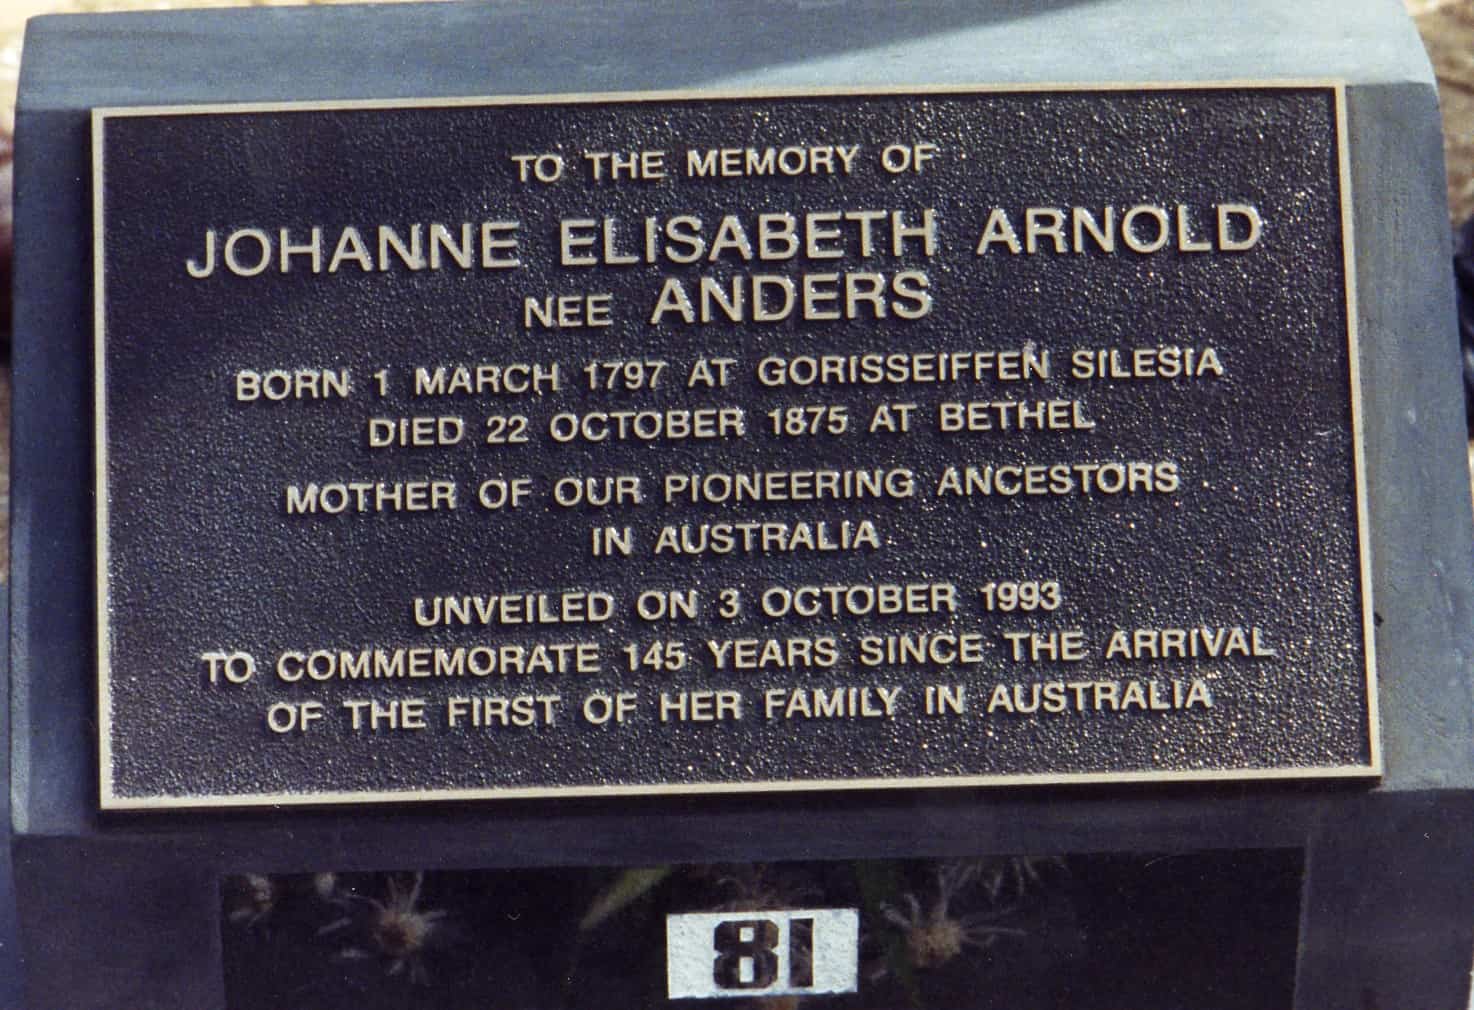 TO THE MEMORY OF
JOHANNE ELISABETH ARNOLD
NEE ANDERS
BORN 1 MARCH 1797 AT GORISSEIFFEN SILESIA
DIED 22 OCTOBER 1875 AT BETHEL
MOTHER OF OUR PIONEERING ANCESTORS
IN AUSTRALIA
UNVEILED ON 3 OCTOBER 1993
TO COMMEMORATE 145 YEARS SINCE THE ARRIVAL
OF THE FIRST OF HER FAMILY IN AUSTRALIA
81